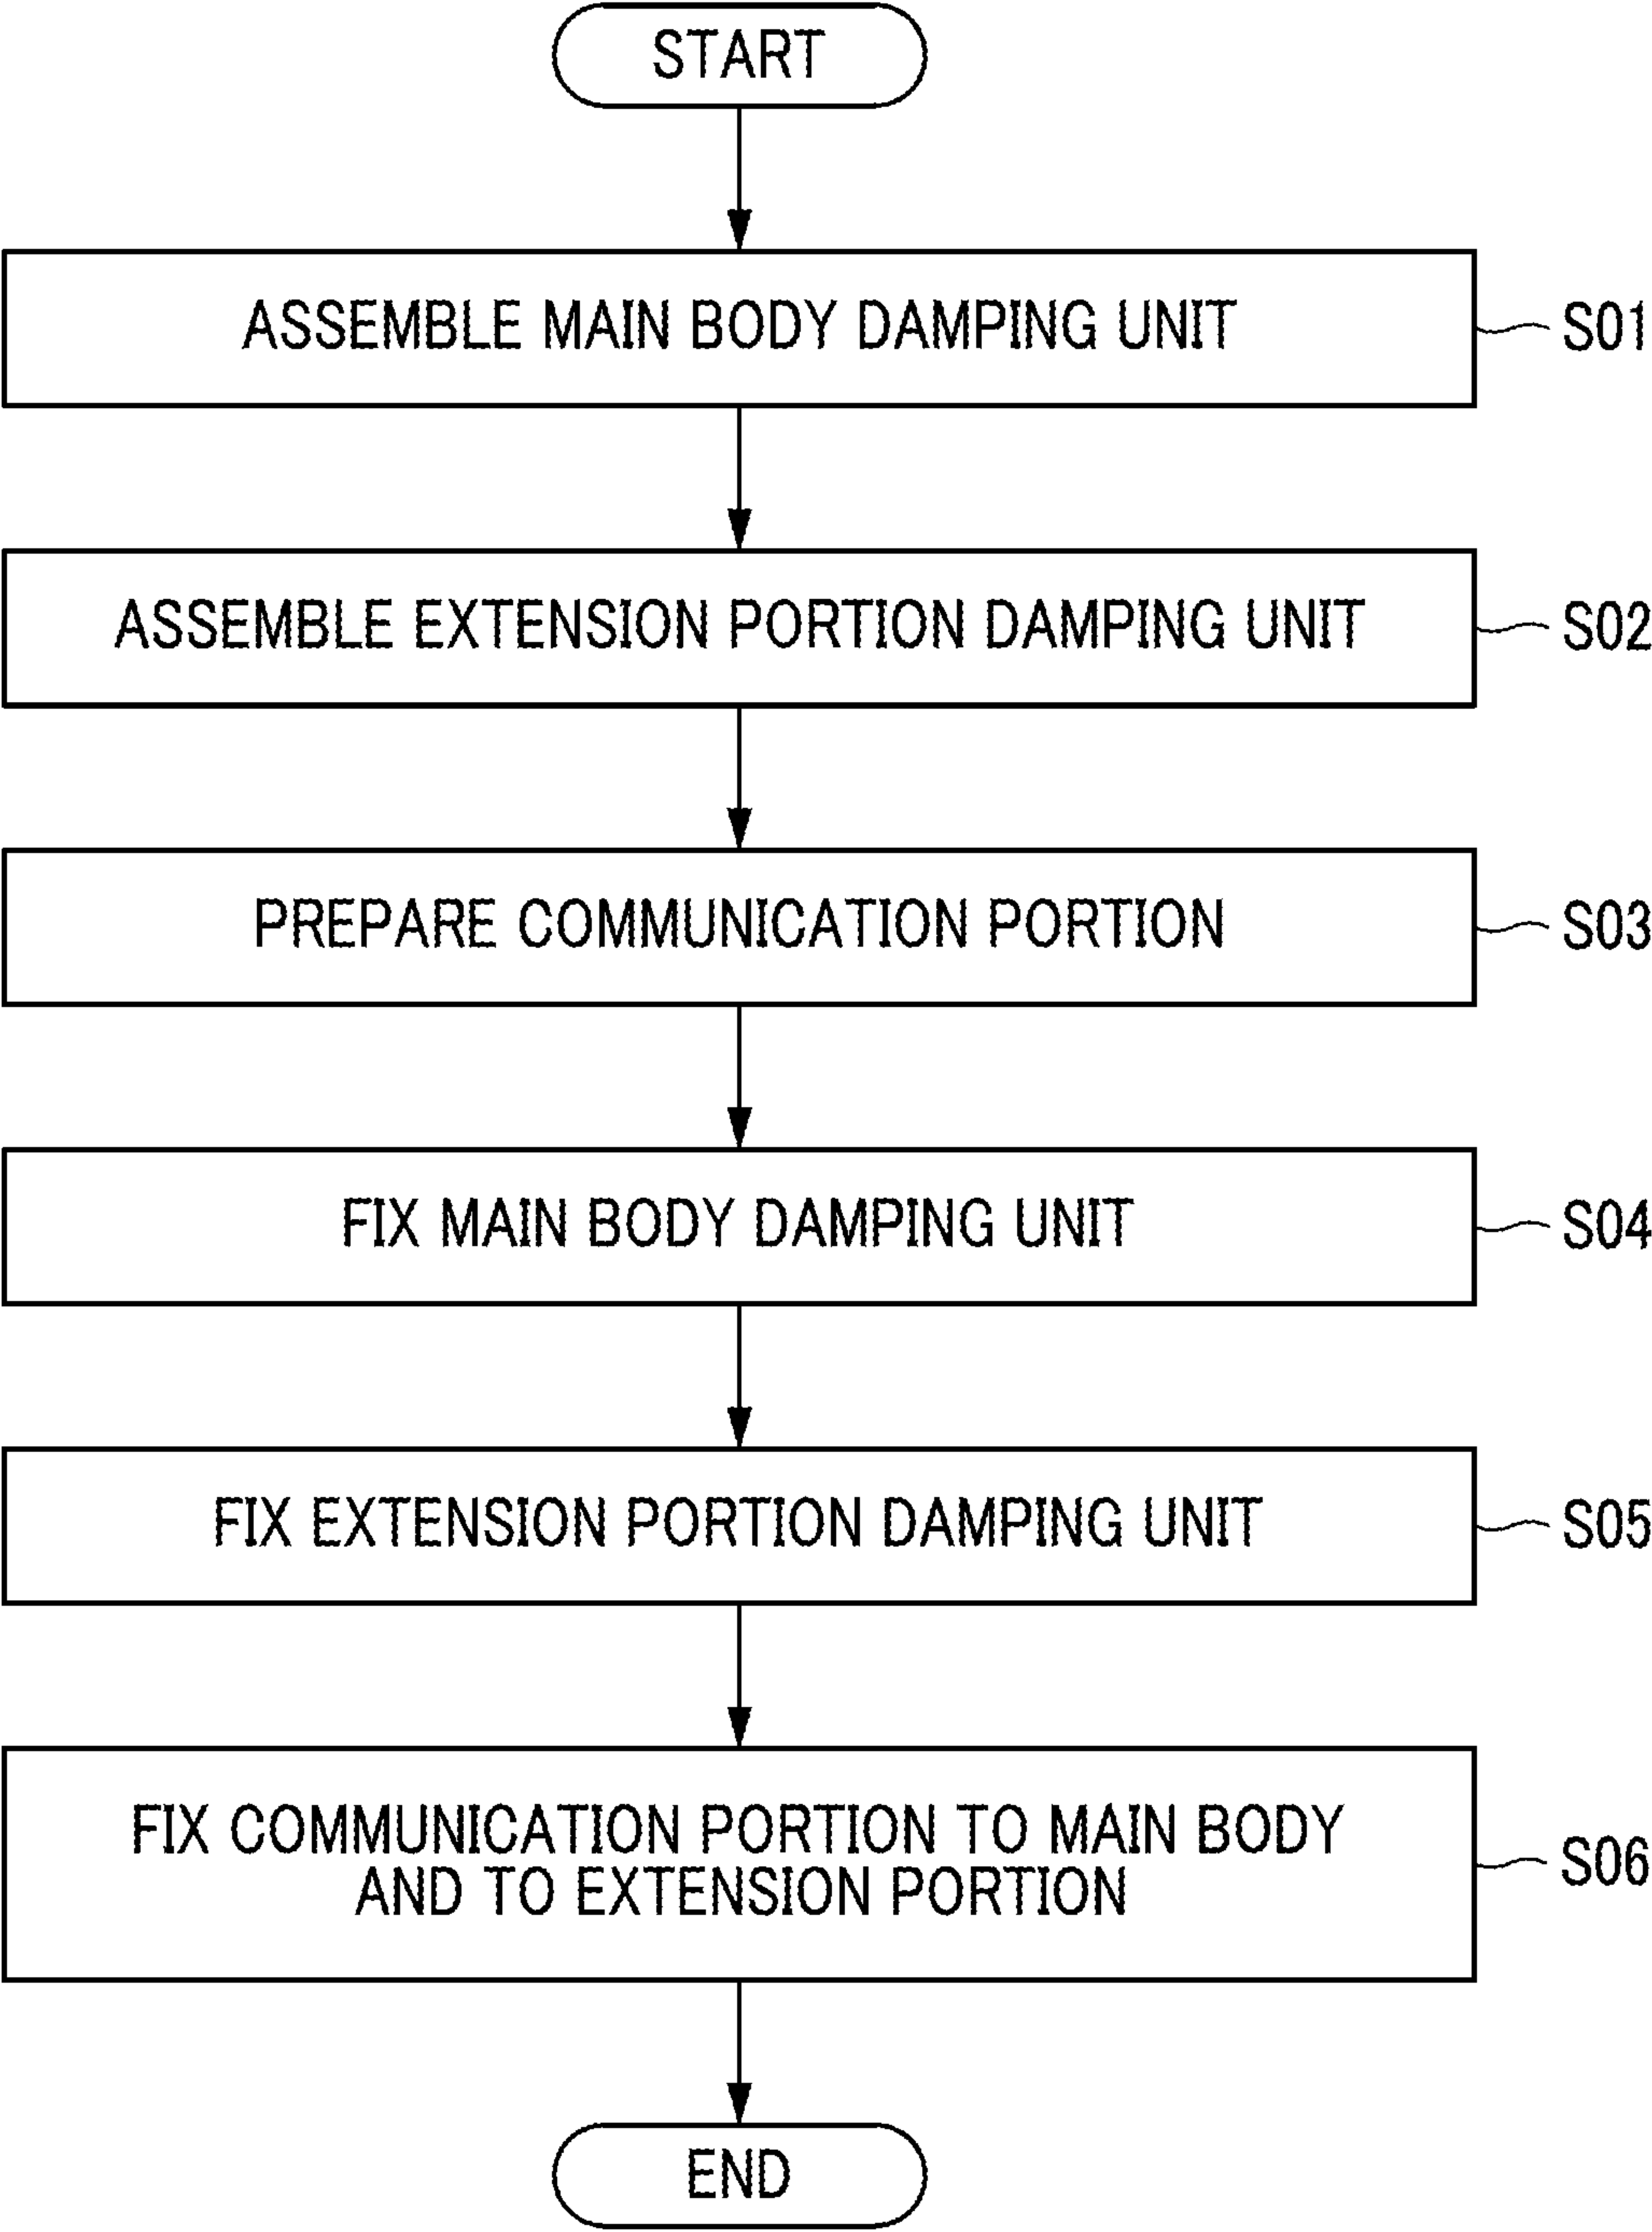 START
ASSEMBLE MAIN BODY DAMPING UNIT
S01
ASSEMBLE EXTENSION PORTION DAMPING UNIT
S02
PREPARE COMMUNICATION PORTION
S03
FIX MAIN BODY DAMPING UNIT
S04
FIX EXTENSION PORTION DAMPING UNIT
S05
FIX COMMUNICATION PORTION TO MAIN BODY
AND TO EXTENSION PORTION
S06
END